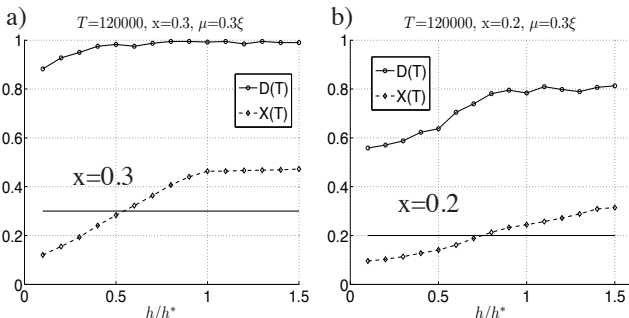 a)
T=120000, x=0.3, μ=0.3ξ
1
0.8
0.6
0.4
0.2
0
D(T)
X(T)
x=0.3
0
0.5
1
1.5
h/h*
b)
T=120000, x=0.2, μ=0.3ξ
1
0.8
0.6
0.4
0.2
0
D(T)
X(T)
x=0.2
0
0.5
1
1.5
h/h*